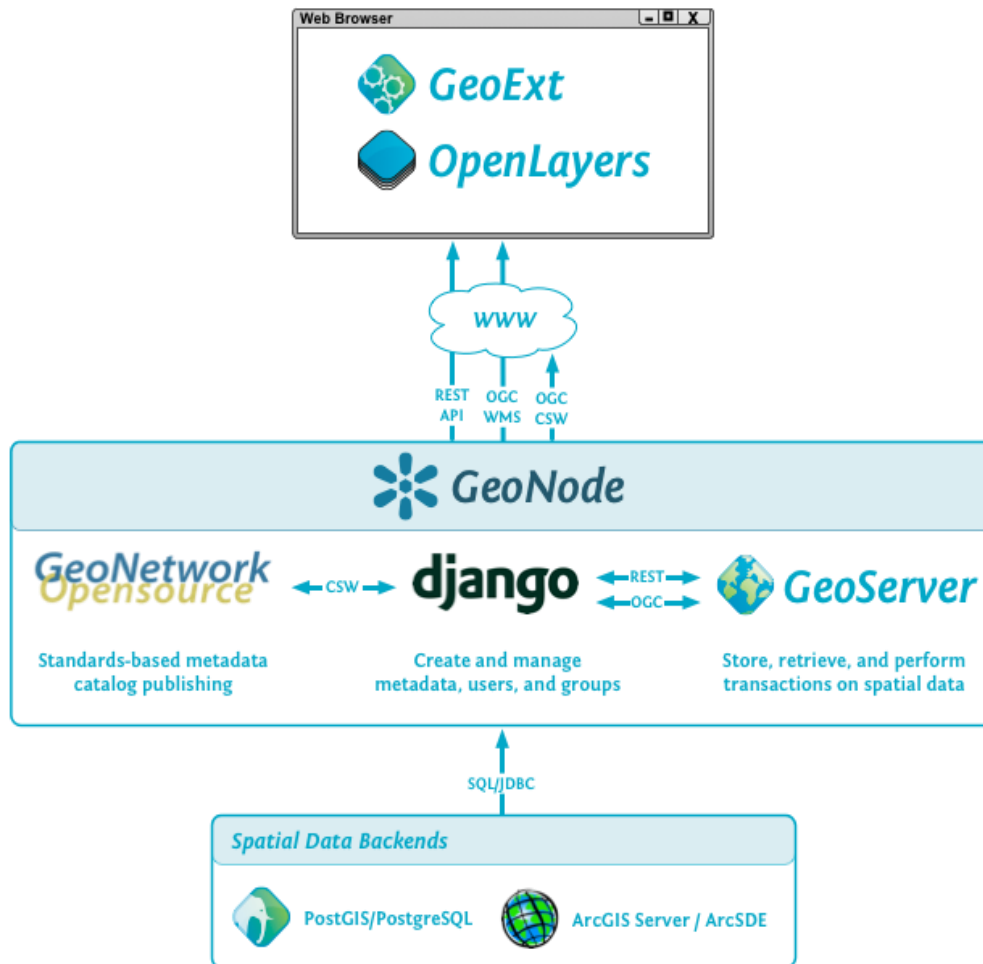 Web Browser
X
GeoExt
OpenLayers
WWW
REST
API
OGC
WMS
OGC
CSW
GeoNode
GeoNetwork
Opensource
CSW
django
REST
OGC
GeoServer
Standards-based metadata
catalog publishing
Create and manage
metadata, users, and groups
Store, retrieve, and perform
transactions on spatial data
SQL/JDBC
Spatial Data Backends
PostGIS/PostgreSQL
ArcGIS Server / ArcSDE